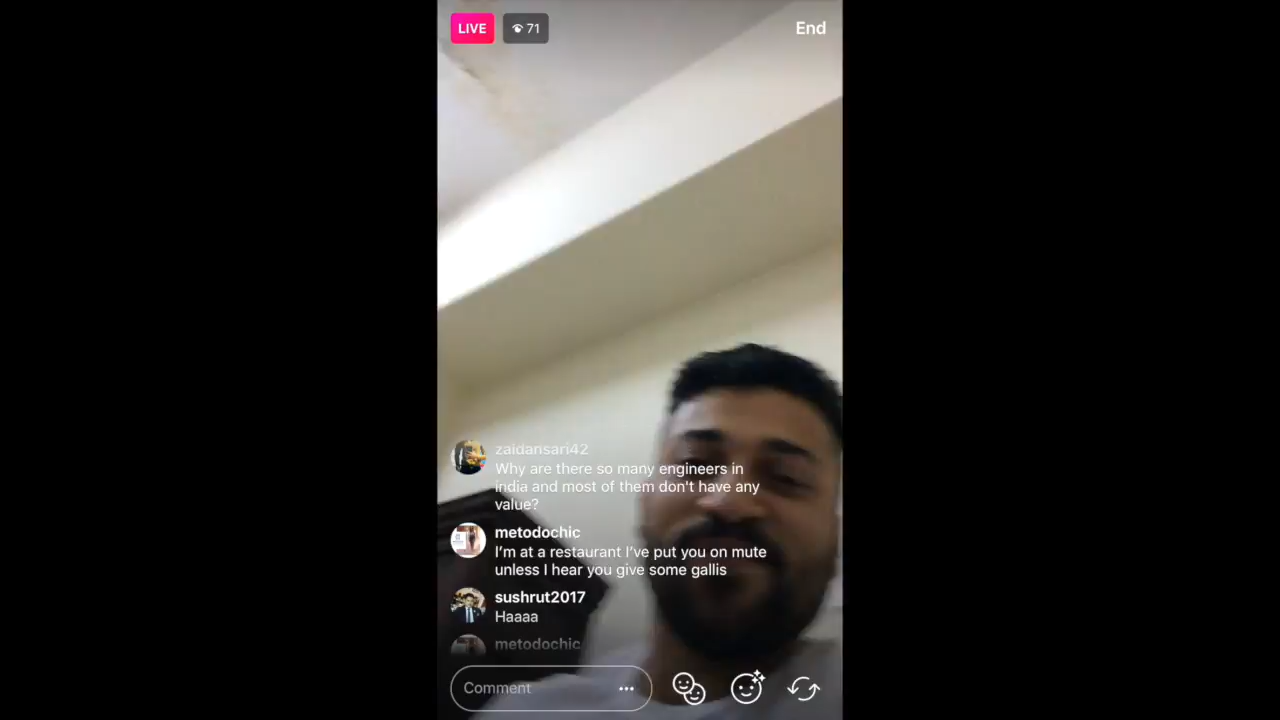 LIVE 71 End
zaidansari42
Why are there so many engineers in
india and most of them don't have any
value?
metodochic
I'm at a restaurant I've put you on mute
unless I hear you give some gallis
sushrut2017
Haaaa
metodochic
Comment